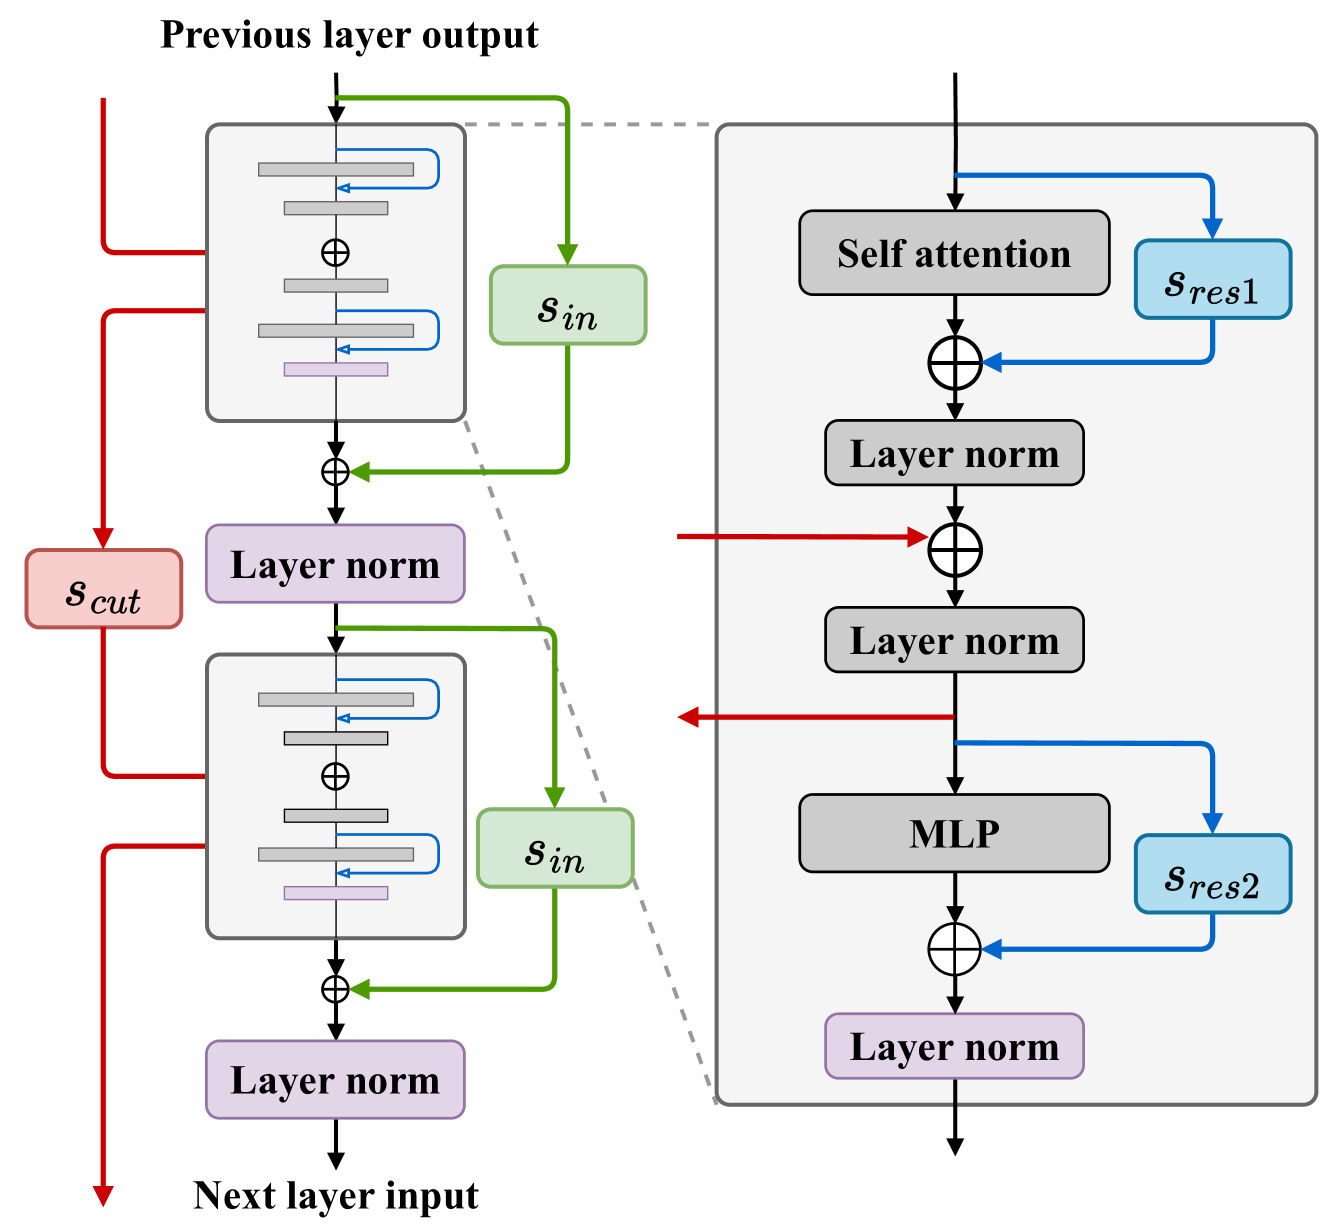 Previous layer output
s_{in}
Layer norm
s_{cut}
s_{in}
Layer norm
Next layer input
Self attention
s_{res1}
Layer norm
Layer norm
MLP
s_{res2}
Layer norm